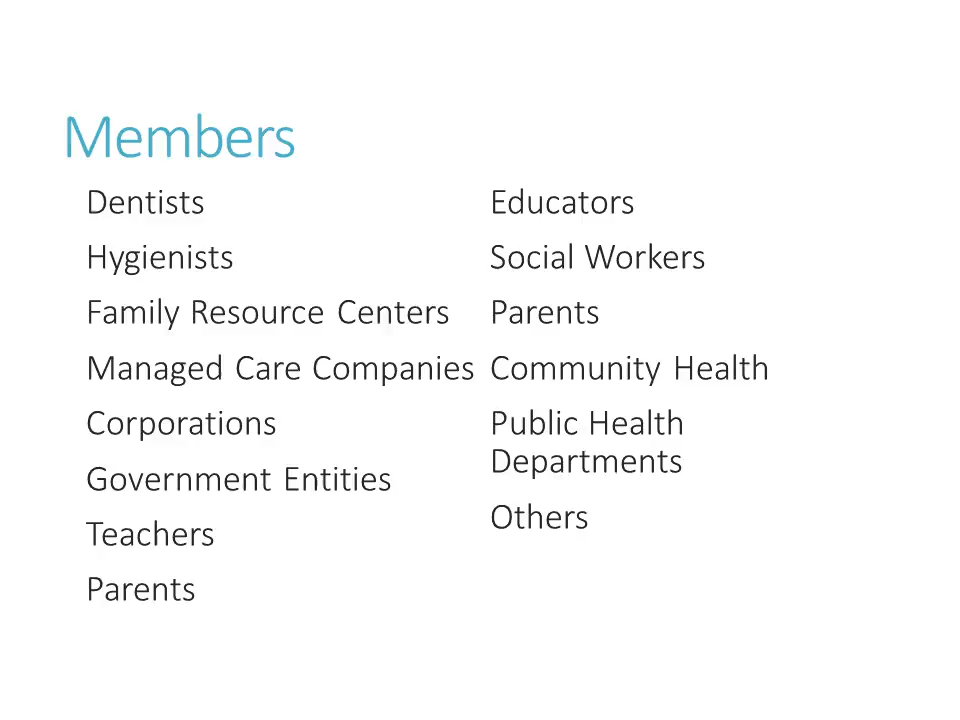 Members
Dentists
Hygienists
Family Resource Centers
Managed Care Companies
Corporations
Government Entities
Teachers
Parents
Educators
Social Workers
Parents
Community Health
Public Health
Departments
Others